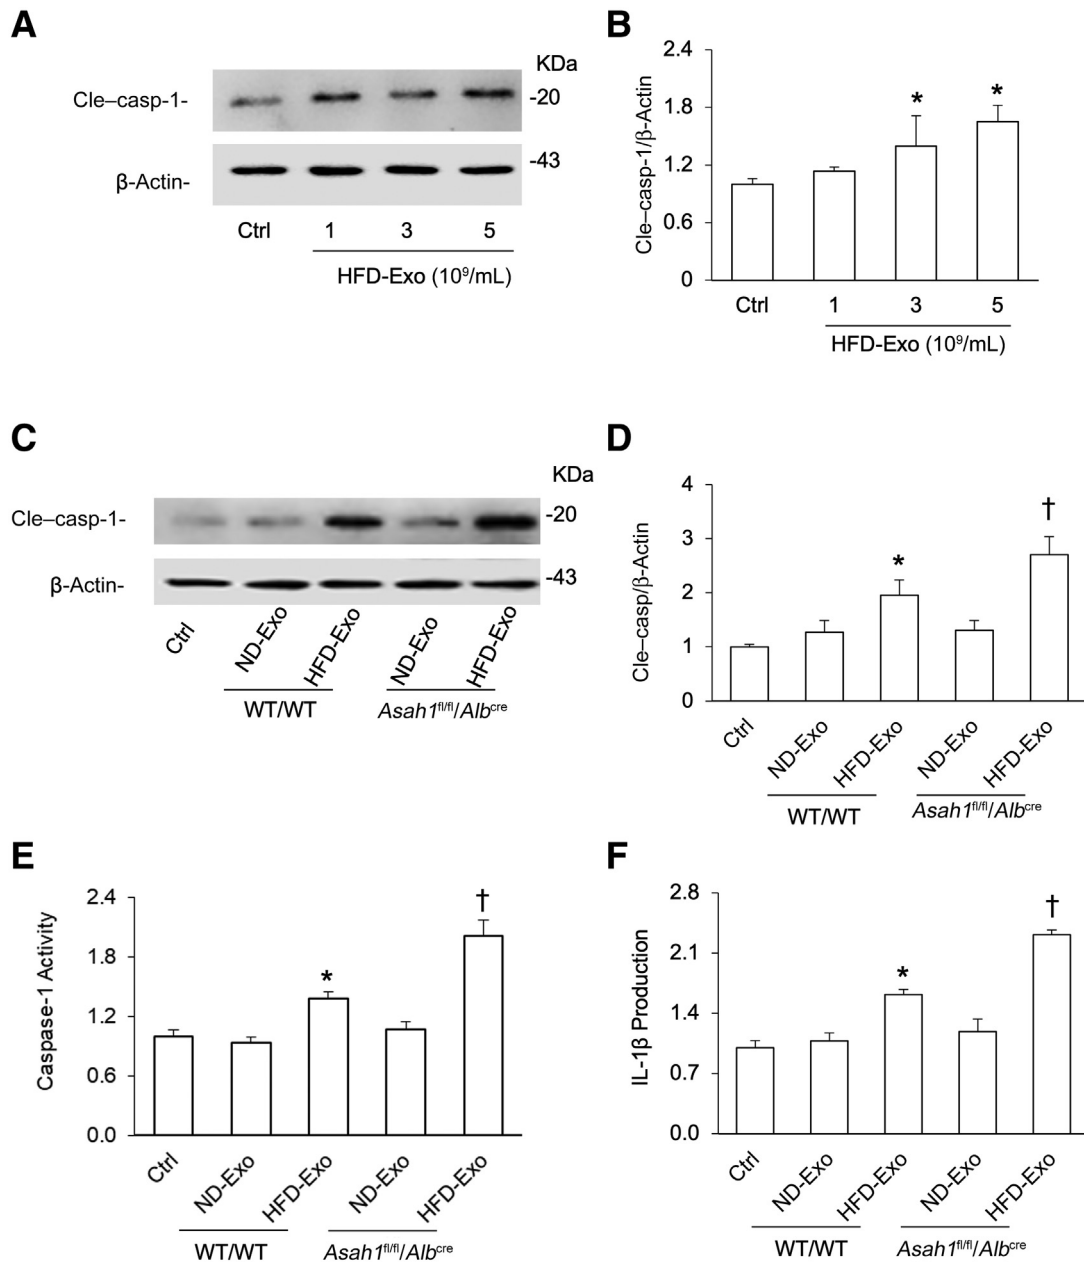 A
KDa
Cle–casp-1-
-20
-43
β-Actin-
Ctrl 1 3 5
HFD-Exo (10⁹/mL)
B
Cle–casp-1/β-Actin
2.4
1.8
1.2
0.6
0
* *
Ctrl 1 3 5
HFD-Exo (10⁹/mL)
C
KDa
Cle–casp-1-
-20
β-Actin-
-43
Ctrl ND-Exo HFD-Exo ND-Exo HFD-Exo
WT/WT Asah1fl/fl/Albcre
D
Cle–casp/β-Actin
4
3
2
1
0
* †
Ctrl ND-Exo HFD-Exo ND-Exo HFD-Exo
WT/WT Asah1fl/fl/Albcre
E
Caspase-1 Activity
2.4
1.8
1.2
0.6
0.0
* †
Ctrl ND-Exo HFD-Exo ND-Exo HFD-Exo
WT/WT Asah1fl/fl/Albcre
F
IL-1β Production
2.8
2.1
1.4
0.7
0.0
* †
Ctrl ND-Exo HFD-Exo ND-Exo HFD-Exo
WT/WT Asah1fl/fl/Albcre